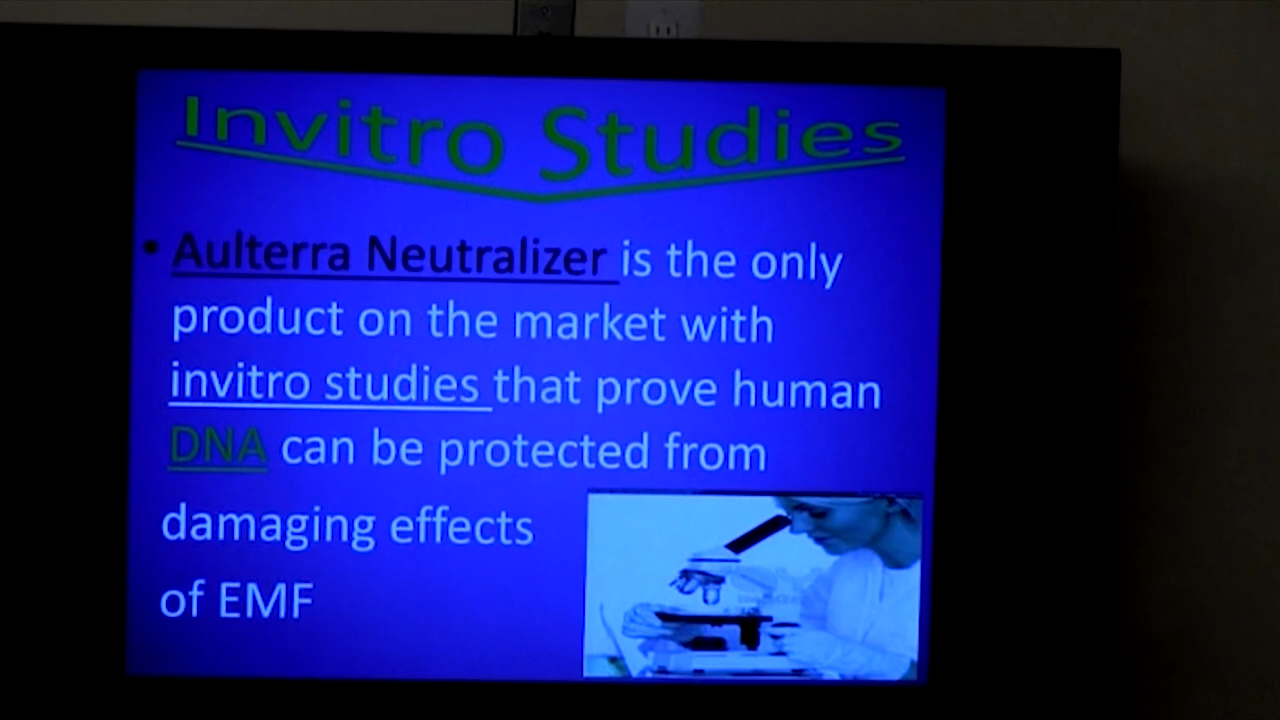 Invitro Studies
• Aulterra Neutralizer is the only
product on the market with
invitro studies that prove human
DNA can be protected from
damaging effects
of EMF